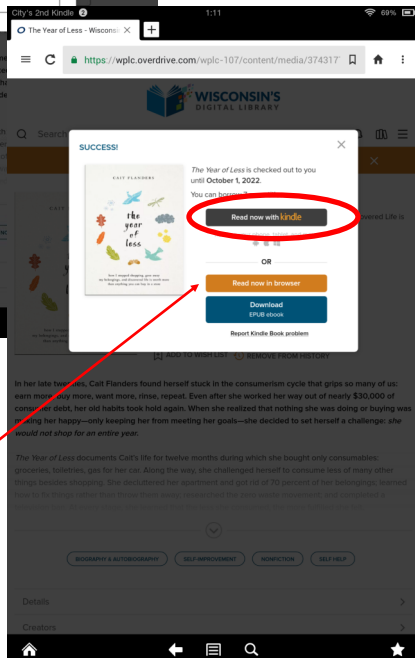 City's 2nd Kindle
1:11
69%
The Year of Less - Wisconsin
https://wplc.overdrive.com/wplc-107/content/media/374317
WISCONSIN'S
DIGITAL LIBRARY
Search
SUCCESS!
CAIT FLANDERS
the
year
of
less
The Year of Less is checked out to you
until October 1, 2022.
You can borrow
Read now with kindle
OR
Read now in browser
Download
EPUB ebook
Report Kindle Book problem
ADD TO WISH LIST
REMOVE FROM HISTORY
In her late twenties, Cait Flanders found herself stuck in the consumerism cycle that grips so many of us:
earn more, buy more, want more, rinse, repeat. Even after she worked her way out of nearly $30,000 of
consumer debt, her old habits took hold again. When she realized that nothing she was doing or buying was
making her happy—only keeping her from meeting her goals—she decided to set herself a challenge: she
would not shop for an entire year.
The Year of Less documents Cait's life for twelve months during which she bought only consumables:
groceries, toiletries, gas for her car. Along the way, she challenged herself to consume less of many other
things besides shopping. She decluttered her apartment and got rid of 70 percent of her belongings; learned
BIOGRAPHY & AUTOBIOGRAPHY
SELF-IMPROVEMENT
NONFICTION
SELF HELP
Details
Creators